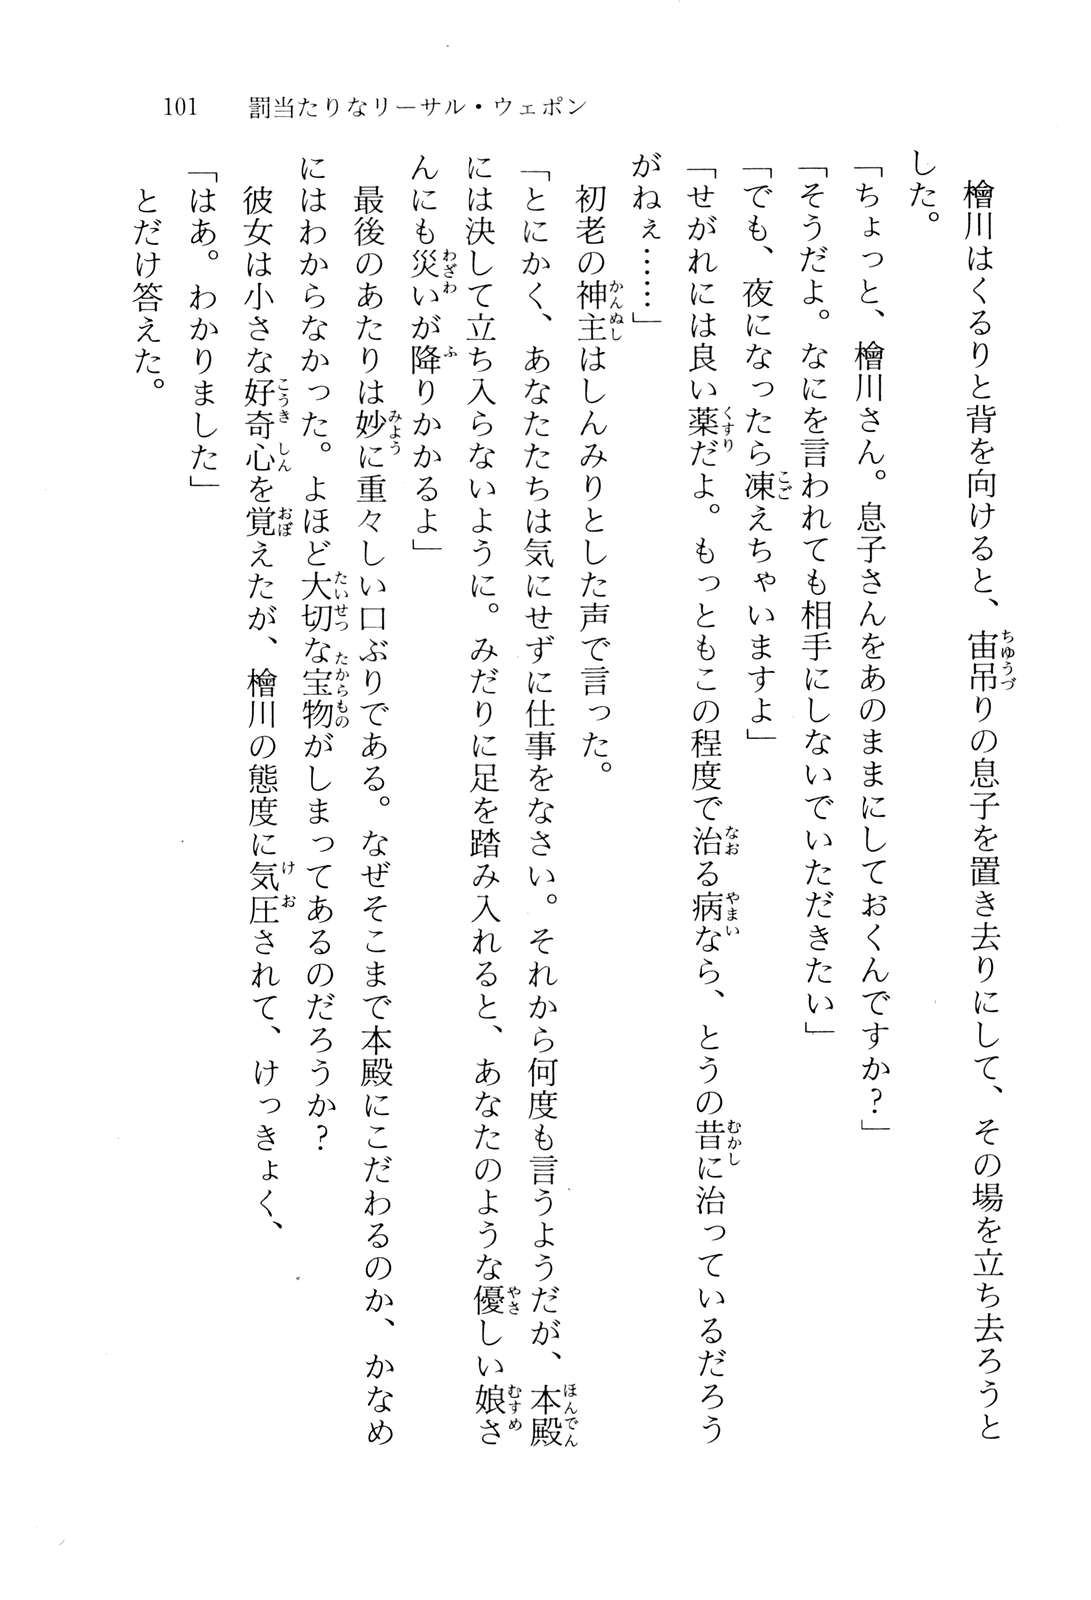 101　罰当たりなリーサル・ウェポン
　檜川はくるりと背を向けると、宙吊りの息子を置き去りにして、その場を立ち去ろうと
した。
「ちょっと、檜川さん。息子さんをあのままにしておくんですか？」
「そうだよ。なにを言われても相手にしないでいただきたい」
「でも、夜になったら凍えちゃいますよ」
「せがれには良い薬だよ。もっともこの程度で治る病なら、とうの昔に治っているだろう
がねぇ……」
　初老の神主はしんみりとした声で言った。
「とにかく、あなたたちは気にせずに仕事をなさい。それから何度も言うようだが、本殿
には決して立ち入らないように。みだりに足を踏み入れると、あなたのような優しい娘さ
んにも災いが降りかかるよ」
　最後のあたりは妙に重々しい口ぶりである。なぜそこまで本殿にこだわるのか、かなめ
にはわからなかった。よほど大切な宝物がしまってあるのだろうか？
　彼女は小さな好奇心を覚えたが、檜川の態度に気圧されて、けっきょく、
「はあ。わかりました」
　とだけ答えた。